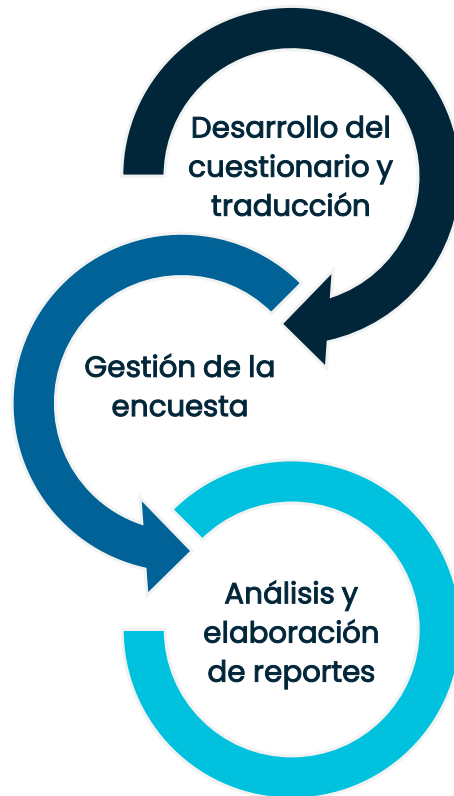 Desarrollo del
cuestionario y
traducción
Gestión de la
encuesta
Análisis y
elaboración
de reportes